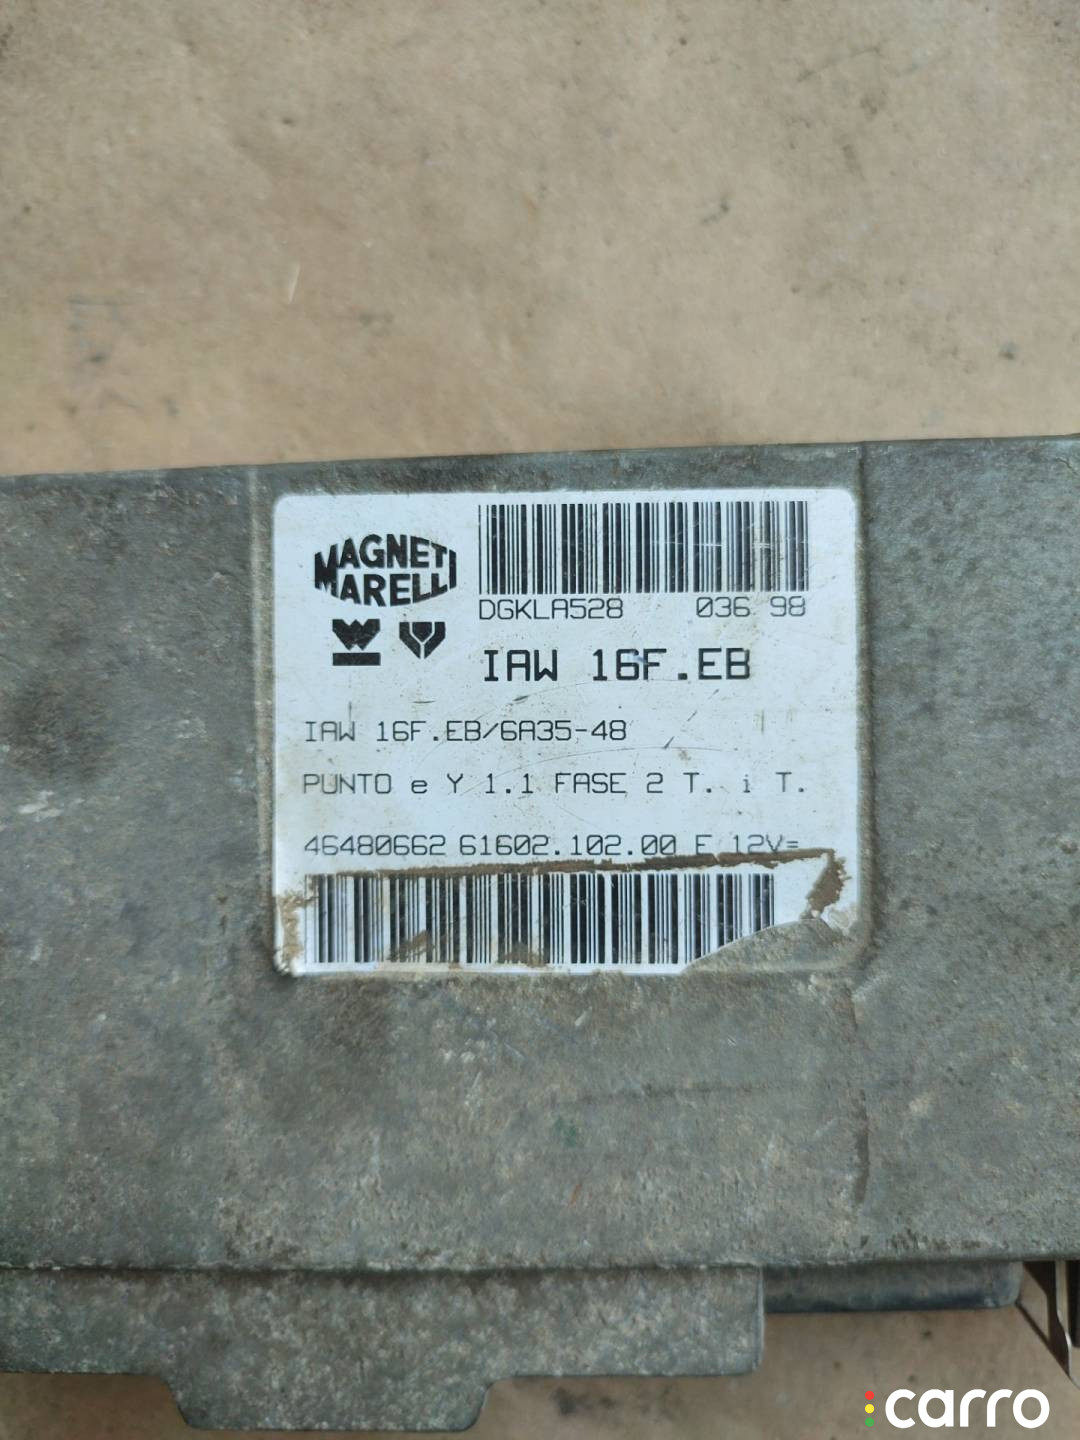 MAGNETI
MARELLI
DGKLA528 036 98
IAW 16F.EB
IAW 16F.EB/6A35-48
PUNTO e Y 1.1 FASE 2 T. i T.
46480662 61602.102.00 E 12V=
carro